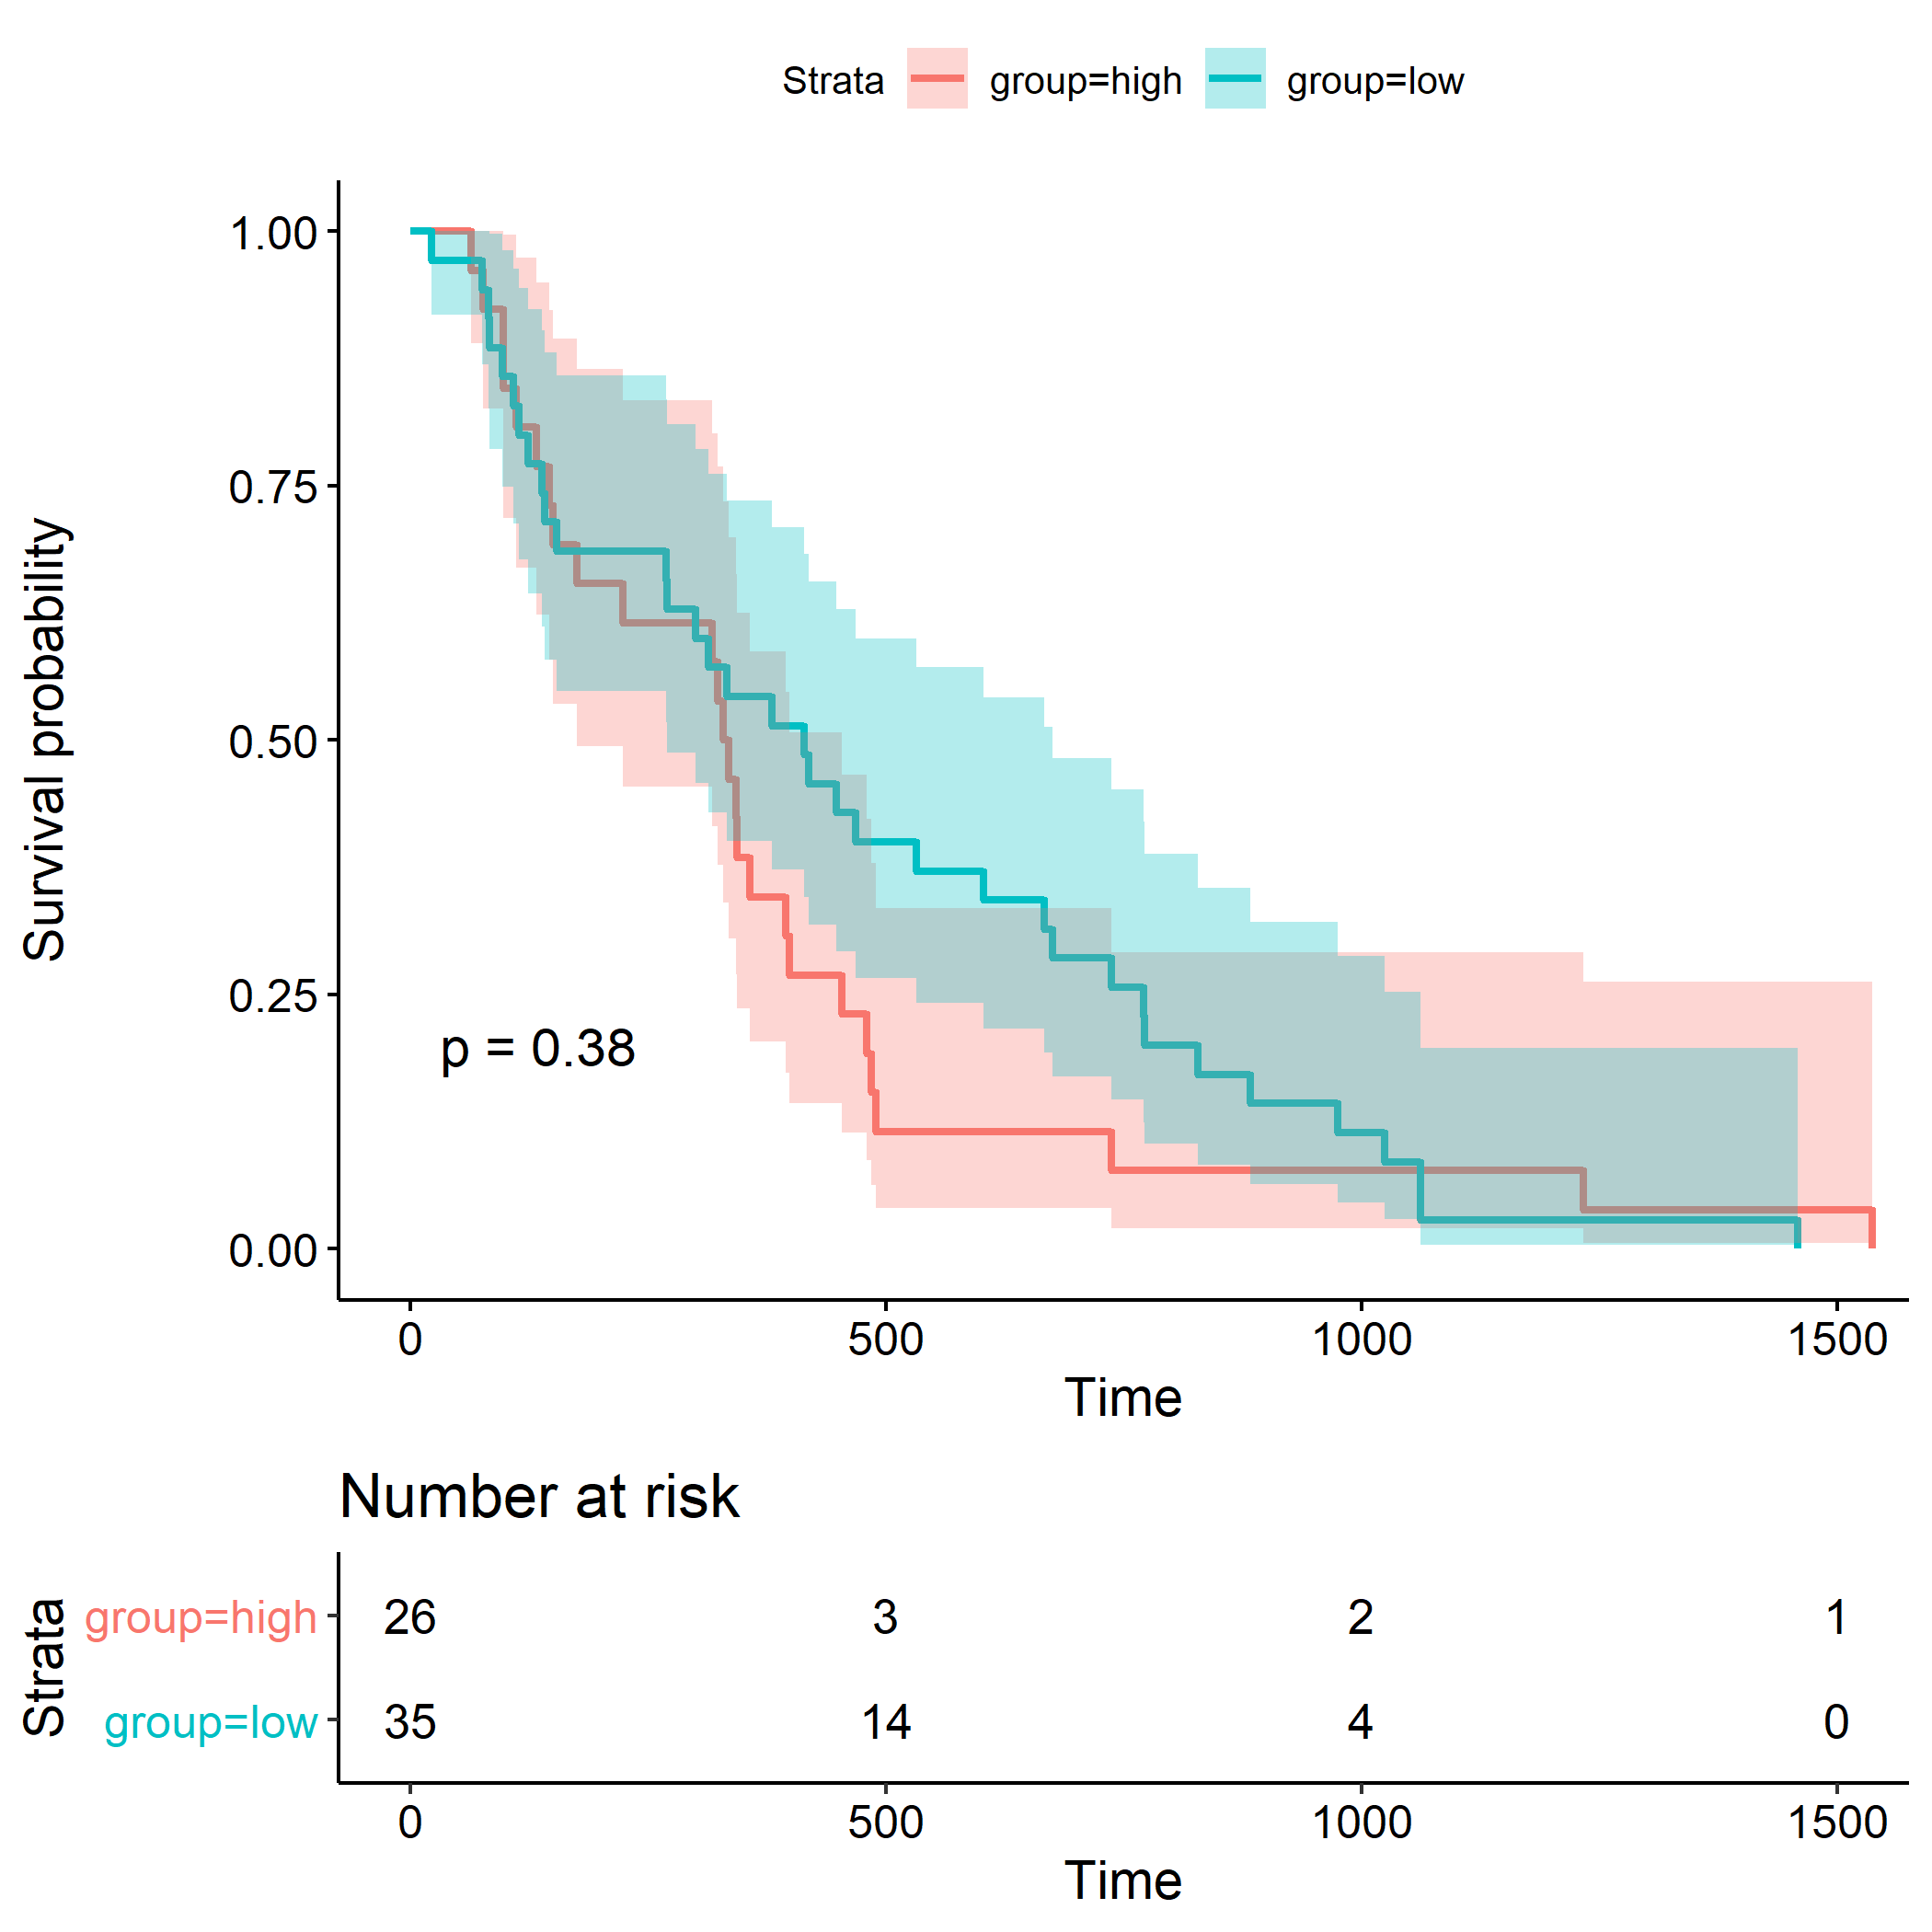 Strata group=high group=low
Survival probability
1.00
0.75
0.50
0.25
0.00
p = 0.38
0 500 1000 1500
Time
Number at risk
Strata
group=high 26 3 2 1
group=low 35 14 4 0
0 500 1000 1500
Time